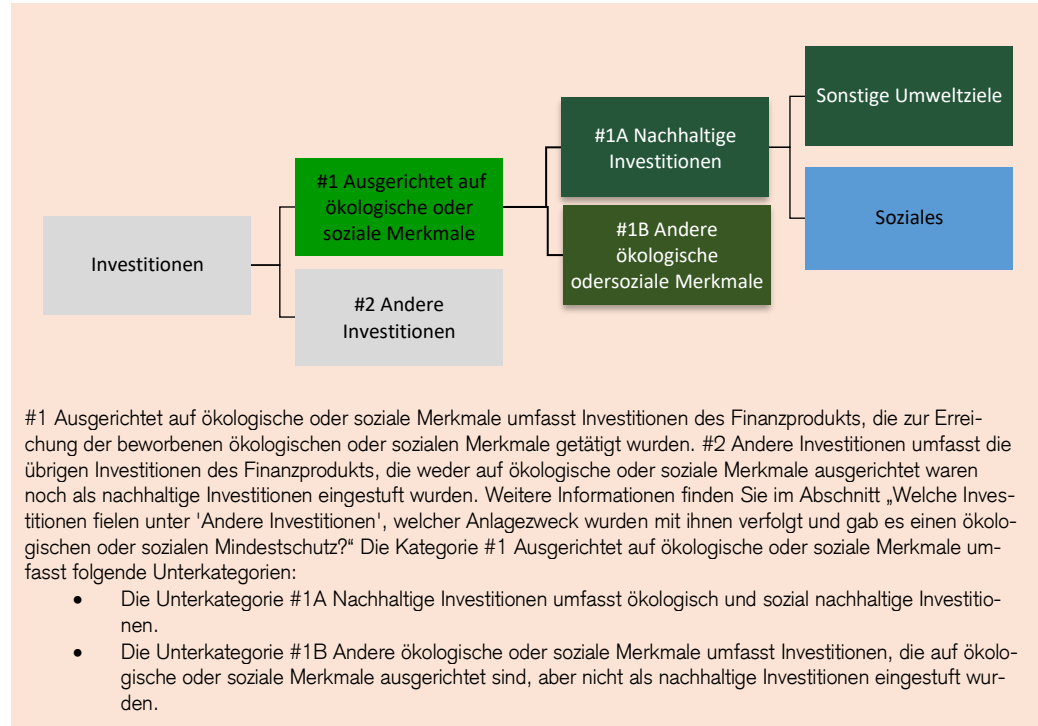 Sonstige Umweltziele
#1A Nachhaltige
Investitionen
#1 Ausgerichtet auf
ökologische oder
soziale Merkmale
Soziales
#1B Andere
ökologische
odersoziale Merkmale
Investitionen
#2 Andere
Investitionen
#1 Ausgerichtet auf ökologische oder soziale Merkmale umfasst Investitionen des Finanzprodukts, die zur Errei-
chung der beworbenen ökologischen oder sozialen Merkmale getätigt wurden. #2 Andere Investitionen umfasst die
übrigen Investitionen des Finanzprodukts, die weder auf ökologische oder soziale Merkmale ausgerichtet waren
noch als nachhaltige Investitionen eingestuft wurden. Weitere Informationen finden Sie im Abschnitt „Welche Inves-
titionen fielen unter 'Andere Investitionen', welcher Anlagezweck wurden mit ihnen verfolgt und gab es einen ökolo-
gischen oder sozialen Mindestschutz?“ Die Kategorie #1 Ausgerichtet auf ökologische oder soziale Merkmale um-
fasst folgende Unterkategorien:
• Die Unterkategorie #1A Nachhaltige Investitionen umfasst ökologisch und sozial nachhaltige Investitio-
nen.
• Die Unterkategorie #1B Andere ökologische oder soziale Merkmale umfasst Investitionen, die auf ökolo-
gische oder soziale Merkmale ausgerichtet sind, aber nicht als nachhaltige Investitionen eingestuft wur-
den.